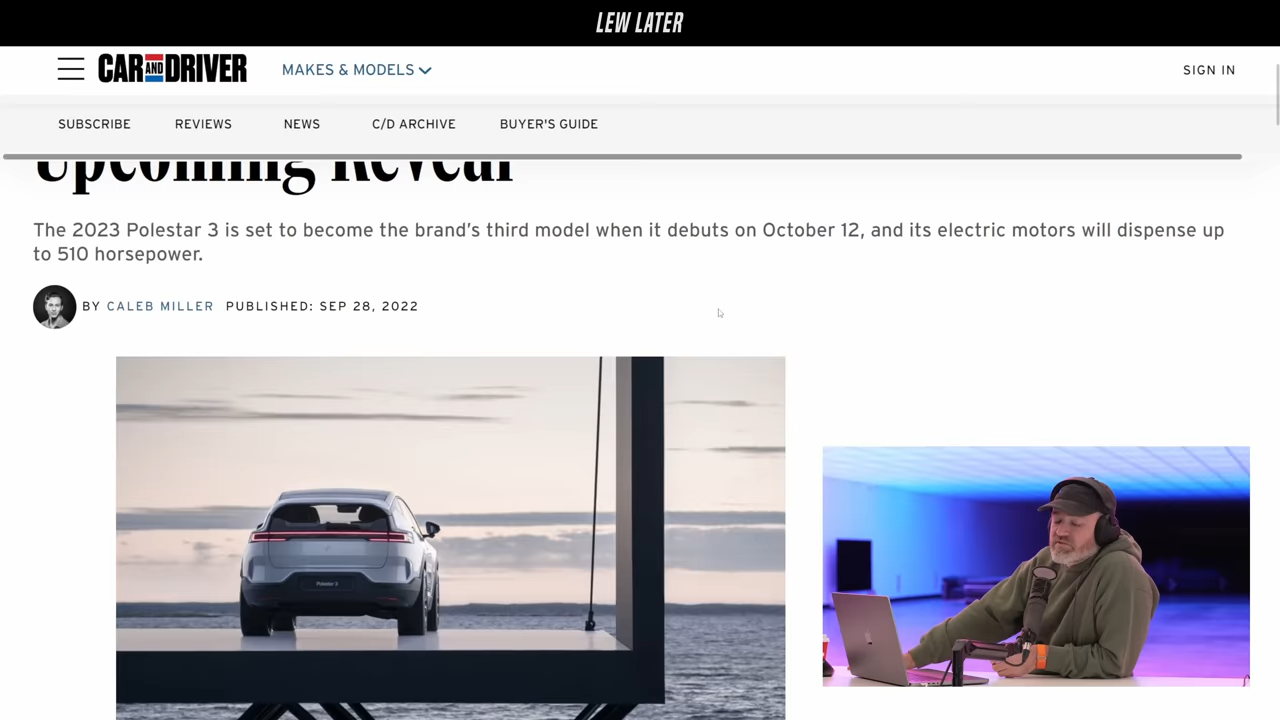 LEW LATER
CAR AND DRIVER
MAKES & MODELS
SIGN IN
SUBSCRIBE
REVIEWS
NEWS
C/D ARCHIVE
BUYER'S GUIDE
Upcoming Reveal
The 2023 Polestar 3 is set to become the brand’s third model when it debuts on October 12, and its electric motors will dispense up
to 510 horsepower.
BY CALEB MILLER PUBLISHED: SEP 28, 2022
Polestar 3